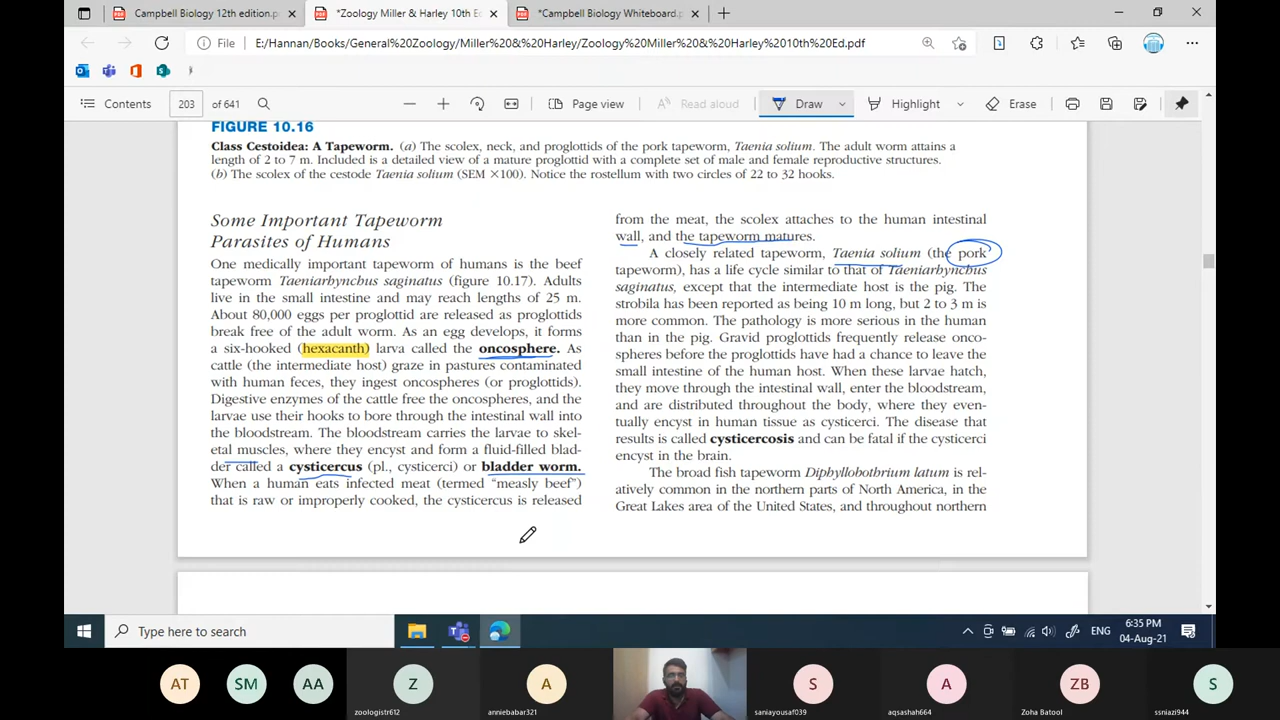 Campbell Biology 12th edition.p
*Zoology Miller & Harley 10th E
*Campbell Biology Whiteboard.p
File
E:/Hannan/Books/General%20Zoology/Miller%20&%20Harley/Zoology%20Miller%20&%20Harley%2010th%20Ed.pdf
Contents
203
of 641
Page view
Read aloud
Draw
Highlight
Erase
FIGURE 10.16
Class Cestoidea: A Tapeworm. (a) The scolex, neck, and proglottids of the pork tapeworm, Taenia solium. The adult worm attains a
length of 2 to 7 m. Included is a detailed view of a mature proglottid with a complete set of male and female reproductive structures.
(b) The scolex of the cestode Taenia solium (SEM ×100). Notice the rostellum with two circles of 22 to 32 hooks.
Some Important Tapeworm
Parasites of Humans
One medically important tapeworm of humans is the beef
tapeworm Taeniarhynchus saginatus (figure 10.17). Adults
live in the small intestine and may reach lengths of 25 m.
About 80,000 eggs per proglottid are released as proglottids
break free of the adult worm. As an egg develops, it forms
a six-hooked (hexacanth) larva called the oncosphere. As
cattle (the intermediate host) graze in pastures contaminated
with human feces, they ingest oncospheres (or proglottids).
Digestive enzymes of the cattle free the oncospheres, and the
larvae use their hooks to bore through the intestinal wall into
the bloodstream. The bloodstream carries the larvae to skel-
etal muscles, where they encyst and form a fluid-filled blad-
der called a cysticercus (pl., cysticerci) or bladder worm.
When a human eats infected meat (termed "measly beef")
that is raw or improperly cooked, the cysticercus is released
from the meat, the scolex attaches to the human intestinal
wall, and the tapeworm matures.
A closely related tapeworm, Taenia solium (the pork
tapeworm), has a life cycle similar to that of Taeniarhynchus
saginatus, except that the intermediate host is the pig. The
strobila has been reported as being 10 m long, but 2 to 3 m is
more common. The pathology is more serious in the human
than in the pig. Gravid proglottids frequently release onco-
spheres before the proglottids have had a chance to leave the
small intestine of the human host. When these larvae hatch,
they move through the intestinal wall, enter the bloodstream,
and are distributed throughout the body, where they even-
tually encyst in human tissue as cysticerci. The disease that
results is called cysticercosis and can be fatal if the cysticerci
encyst in the brain.
The broad fish tapeworm Diphyllobothrium latum is rel-
atively common in the northern parts of North America, in the
Great Lakes area of the United States, and throughout northern
Type here to search
ENG
6:35 PM
04-Aug-21
AT
SM
AA
Z
A
S
A
ZB
S
zoologistr612
anniebabar321
saniayousaf039
aqsashah664
Zoha Batool
ssniazi944